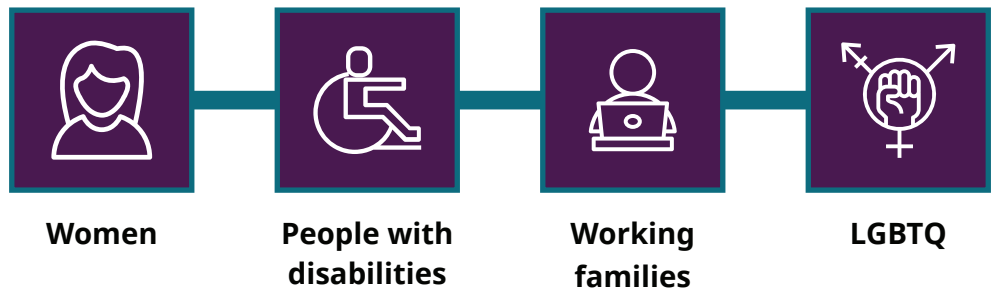 Women
People with
disabilities
Working
families
LGBTQ